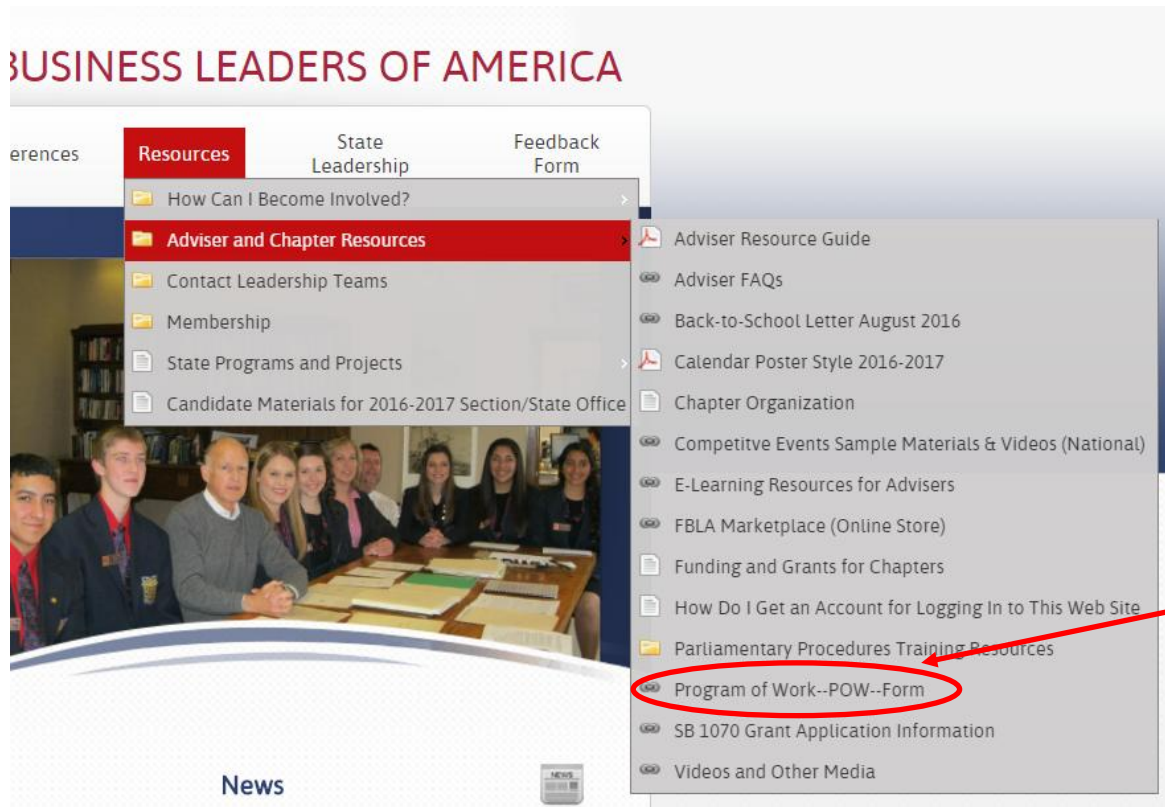 BUSINESS LEADERS OF AMERICA
erences
Resources
State
Leadership
Feedback
Form
How Can I Become Involved?
Adviser and Chapter Resources
Contact Leadership Teams
Membership
State Programs and Projects
Candidate Materials for 2016-2017 Section/State Office
Adviser Resource Guide
Adviser FAQs
Back-to-School Letter August 2016
Calendar Poster Style 2016-2017
Chapter Organization
Competitve Events Sample Materials & Videos (National)
E-Learning Resources for Advisers
FBLA Marketplace (Online Store)
Funding and Grants for Chapters
How Do I Get an Account for Logging In to This Web Site
Parliamentary Procedures Training Resources
Program of Work--POW--Form
SB 1070 Grant Application Information
Videos and Other Media
News
NEWS